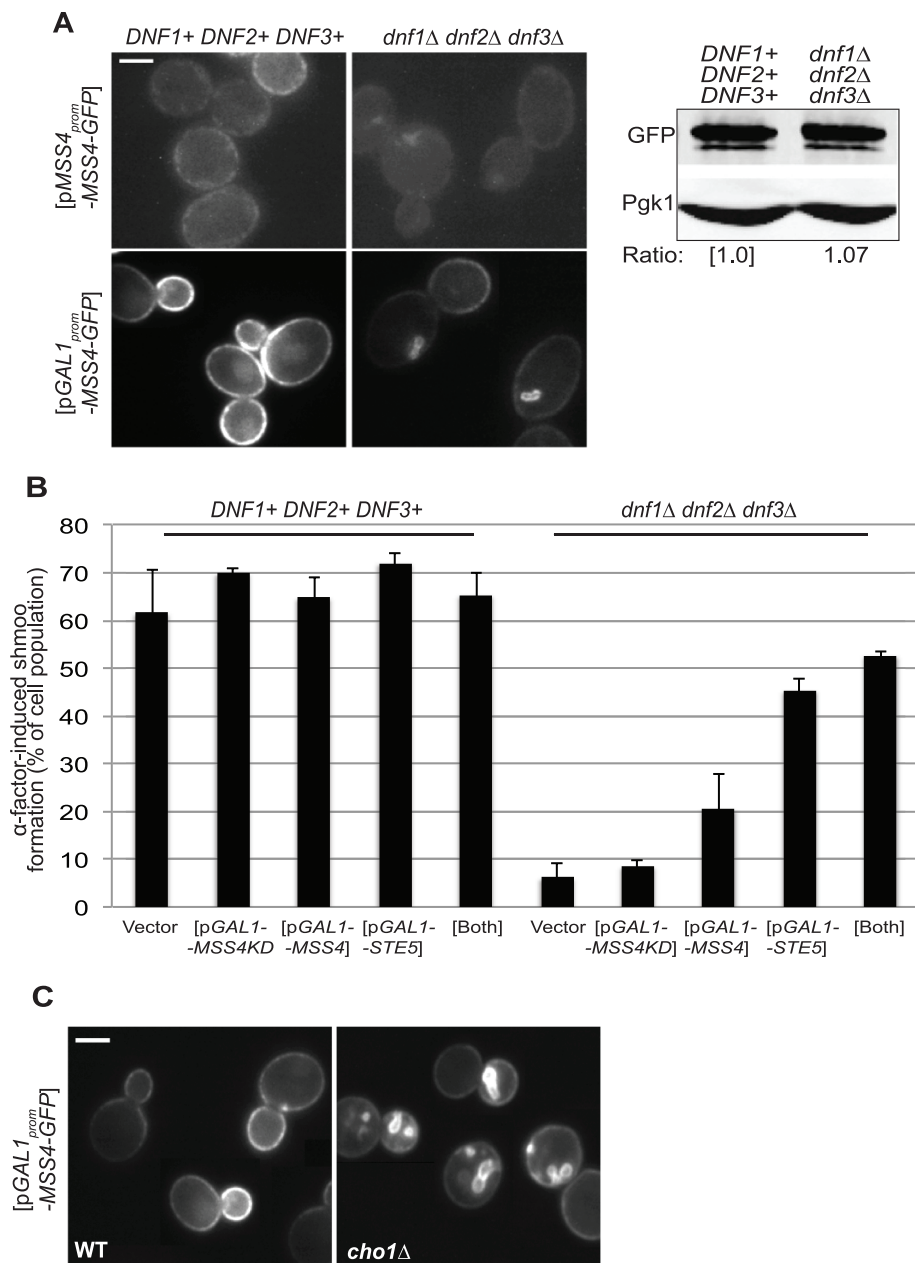 A
DNF1+ DNF2+ DNF3+
dnf1Δ dnf2Δ dnf3Δ
[pMSS4prom
-MSS4-GFP]
[pGAL1prom
-MSS4-GFP]
DNF1+ dnf1Δ
DNF2+ dnf2Δ
DNF3+ dnf3Δ
GFP
Pgk1
Ratio: [1.0] 1.07
B
DNF1+ DNF2+ DNF3+
dnf1Δ dnf2Δ dnf3Δ
α-factor-induced shmoo
formation (% of cell population)
80
70
60
50
40
30
20
10
0
Vector [pGAL1- [pGAL1- [pGAL1- [Both] Vector [pGAL1- [pGAL1- [pGAL1- [Both]
-MSS4KD -MSS4] -STE5] -MSS4KD] -MSS4] -STE5]
C
[pGAL1prom
-MSS4-GFP]
WT
cho1Δ